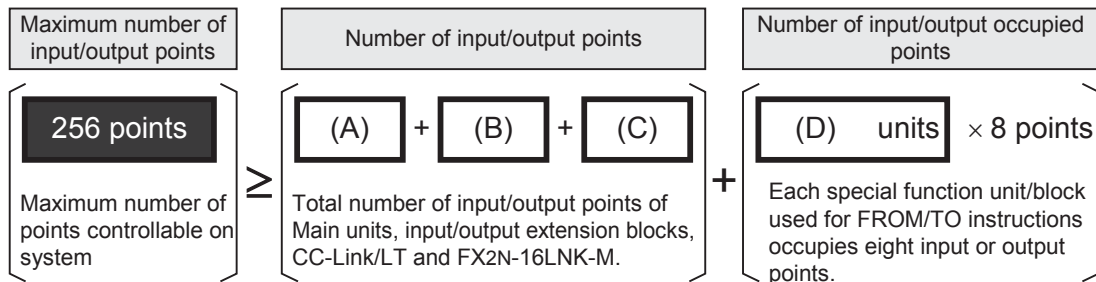 Maximum number of
input/output points
Number of input/output points
Number of input/output occupied
points
256 points
≥
(A) + (B) + (C)
+
(D) units × 8 points
Maximum number of
points controllable on
system
Total number of input/output points of
Main units, input/output extension blocks,
CC-Link/LT and FX2N-16LNK-M.
Each special function unit/block
used for FROM/TO instructions
occupies eight input or output
points.